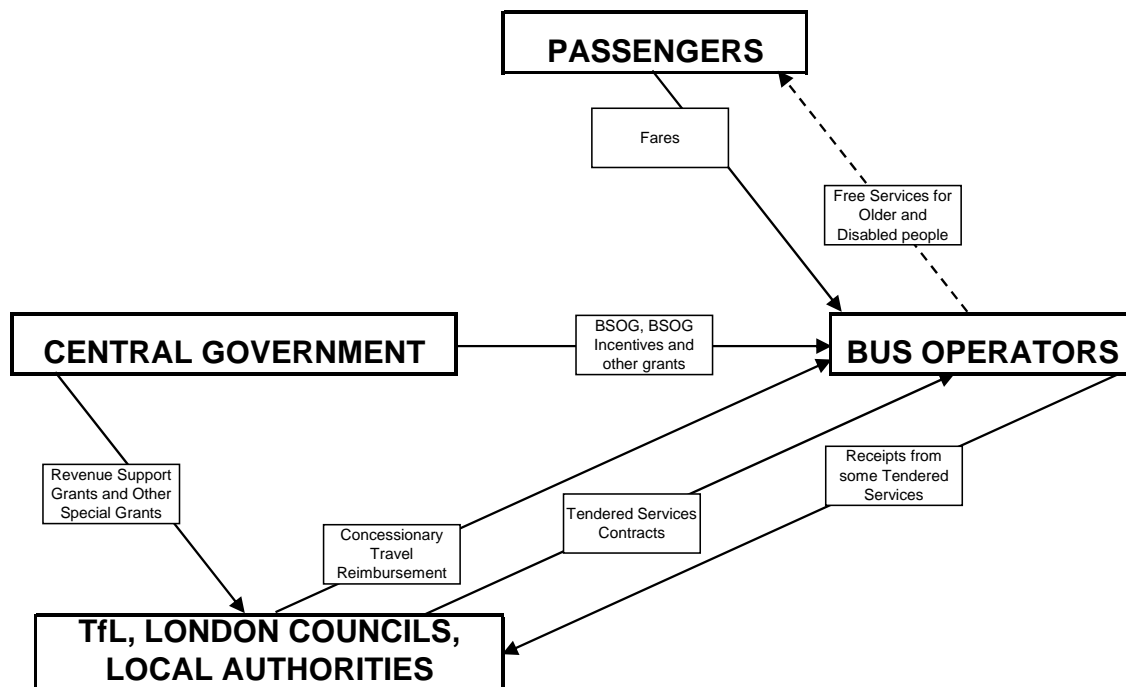 PASSENGERS
Fares
Free Services for
Older and
Disabled people
CENTRAL GOVERNMENT
BSOG, BSOG
Incentives and
other grants
BUS OPERATORS
Revenue Support
Grants and Other
Special Grants
Receipts from
some Tendered
Services
Concessionary
Travel
Reimbursement
Tendered Services
Contracts
TfL, LONDON COUNCILS,
LOCAL AUTHORITIES